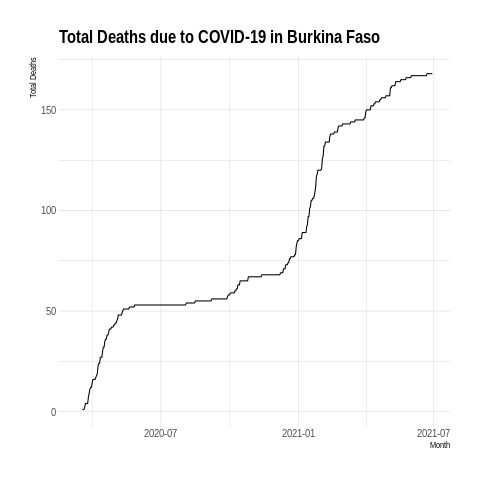 Total Deaths due to COVID-19 in Burkina Faso
Total Deaths
150
100
50
0
2020-07
2021-01
2021-07
Month